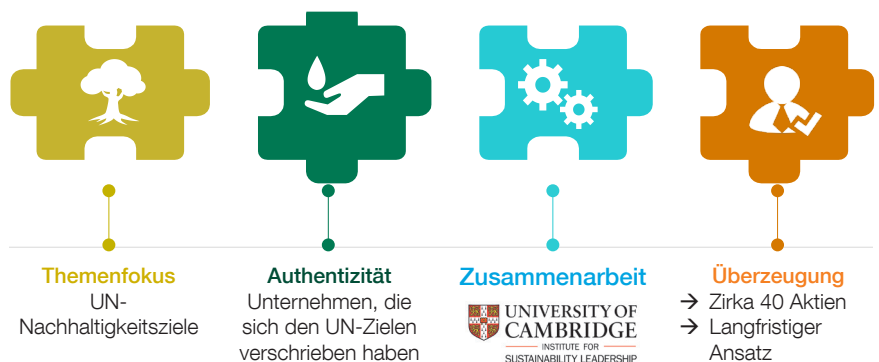 Themenfokus
UN-
Nachhaltigkeitsziele
Authentizität
Unternehmen, die
sich den UN-Zielen
verschrieben haben
Zusammenarbeit
UNIVERSITY OF
CAMBRIDGE
INSTITUTE FOR
SUSTAINABILITY LEADERSHIP
Überzeugung
→ Zirka 40 Aktien
→ Langfristiger
Ansatz